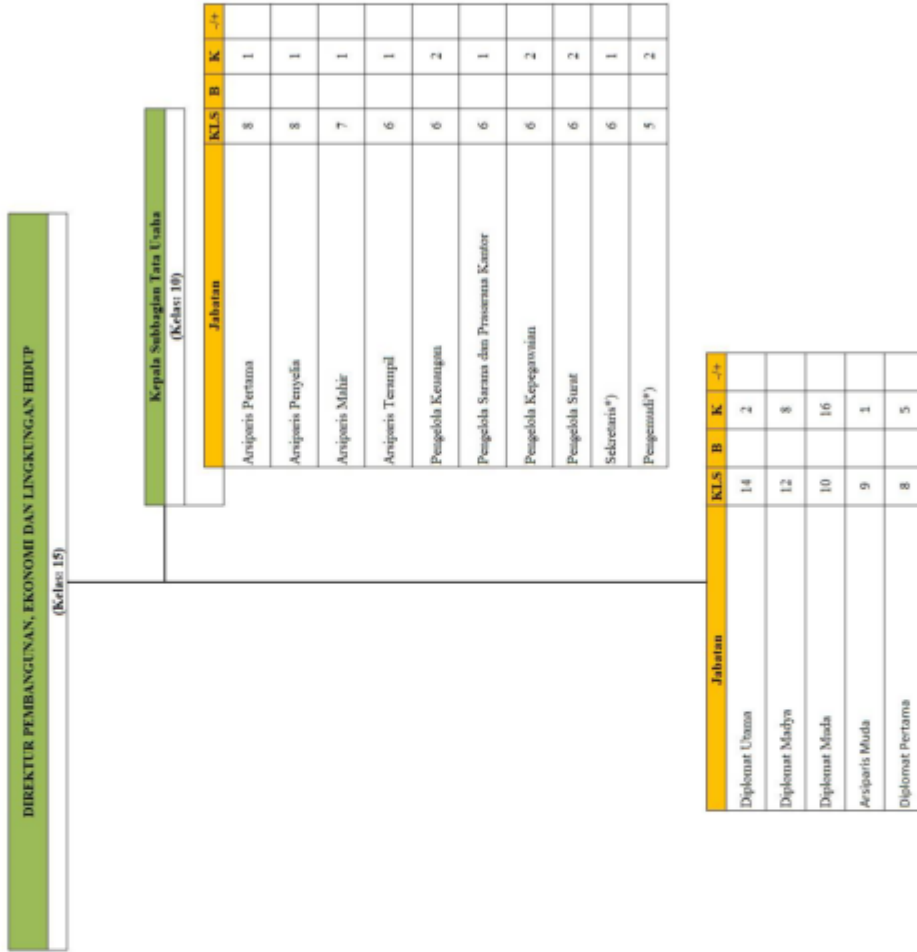 DIREKTUR PEMBANGUNAN, EKONOMI DAN LINGKUNGAN HIDUP
(Kelas: 15)
Kepala Subbagian Tata Usaha
(Kelas: 10)
Jabatan KLS B K -/+
Arsiparis Pertama 8 1
Arsiparis Penyelia 8 1
Arsiparis Mahir 7 1
Arsiparis Terampil 6 1
Pengelola Keuangan 6 2
Pengelola Sarana dan Prasarana Kantor 6 1
Pengelola Kepegawaian 6 2
Pengelola Surat 6 2
Sekretaris*) 6 1
Pengemudi*) 5 2
Jabatan KLS B K -/+
Diplomat Utama 14 2
Diplomat Madya 12 8
Diplomat Muda 10 16
Arsiparis Muda 9 1
Diplomat Pertama 8 5